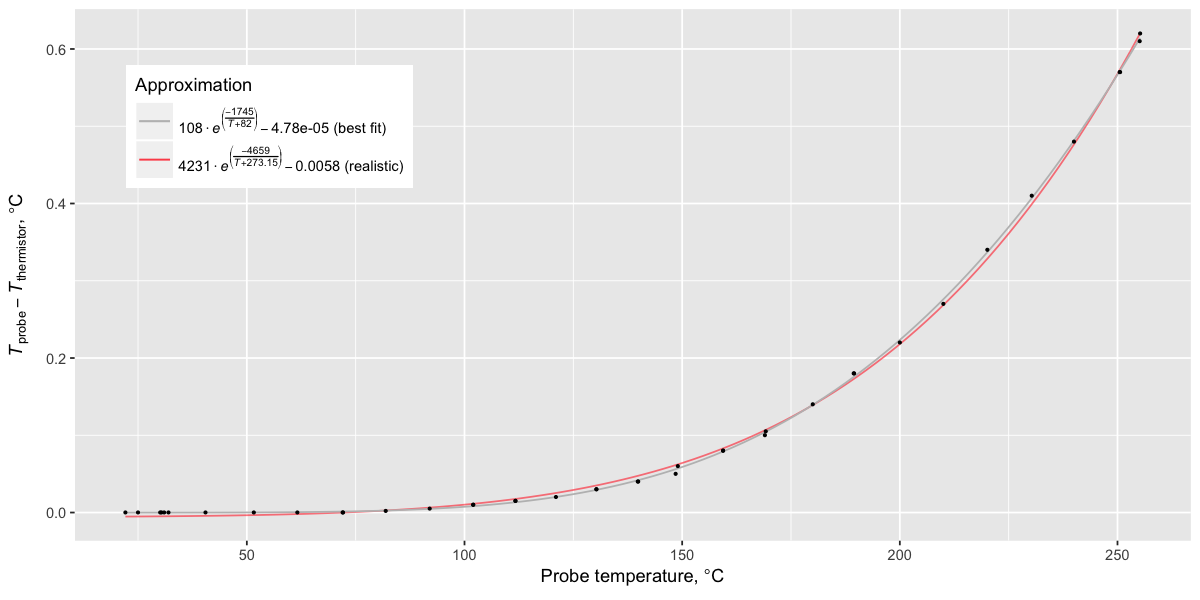 Approximation
108 · e^(−1745/(T+82)) − 4.78e-05 (best fit)
4231 · e^(−4659/(T+273.15)) − 0.0058 (realistic)
T_probe − T_thermistor, °C
0.6
0.4
0.2
0.0
50 100 150 200 250
Probe temperature, °C